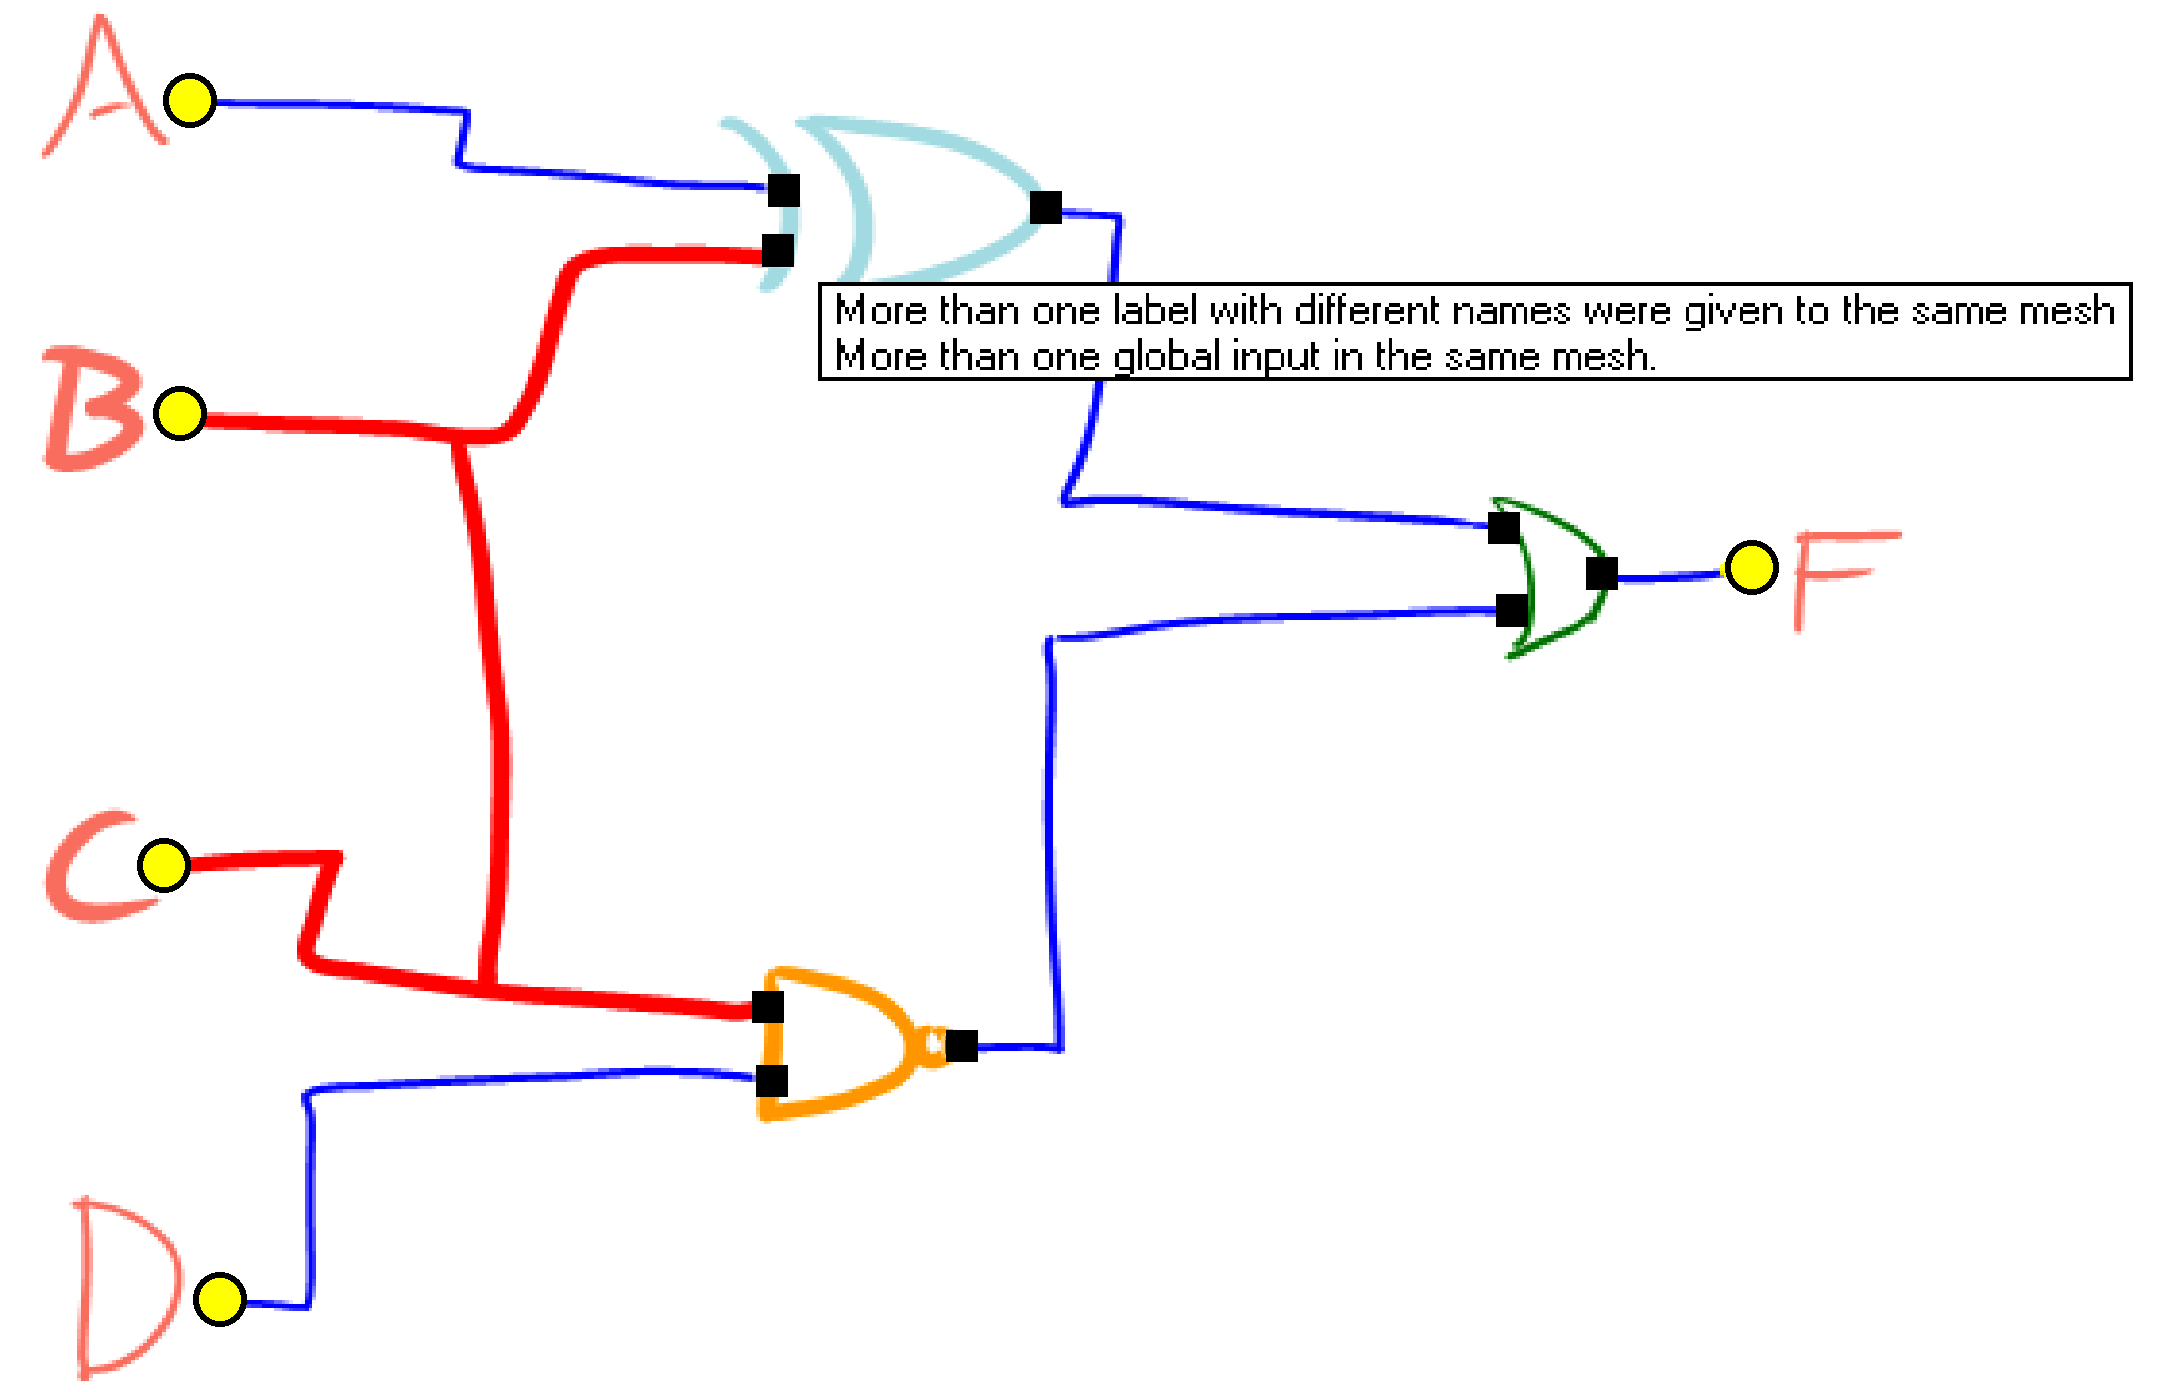 A
More than one label with different names were given to the same mesh
More than one global input in the same mesh.
B
F
C
D